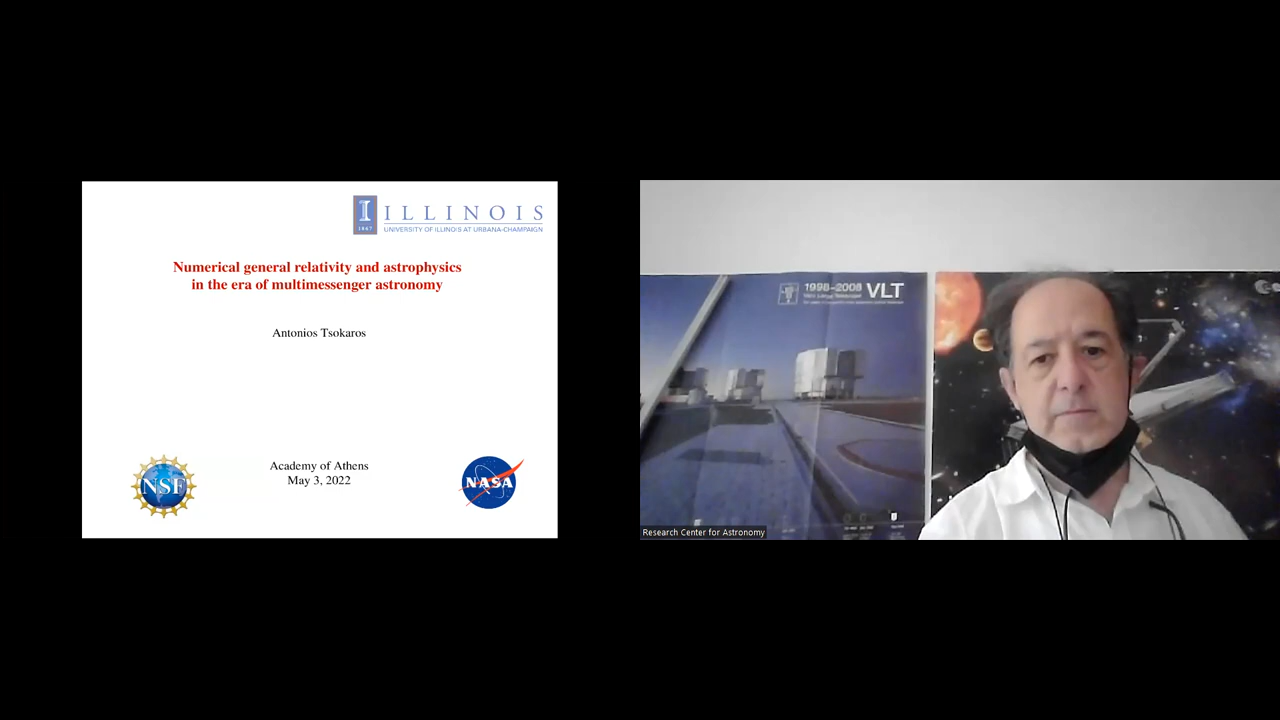 I ILLINOIS
1867
UNIVERSITY OF ILLINOIS AT URBANA-CHAMPAIGN
Numerical general relativity and astrophysics
in the era of multimessenger astronomy
Antonios Tsokaros
Academy of Athens
May 3, 2022
NSF
NASA
1998–2008 VLT
Research Center for Astronomy